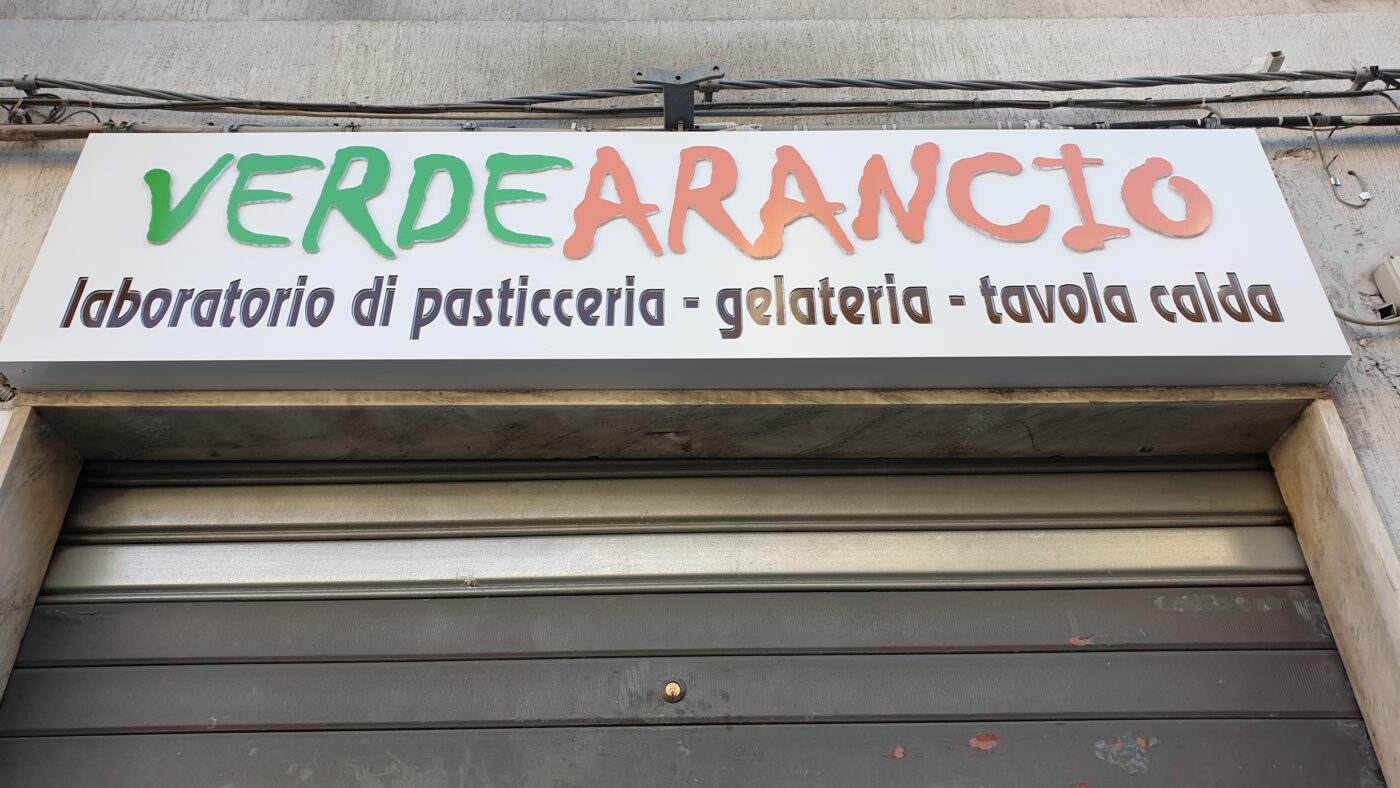 VERDEARANCIO
laboratorio di pasticceria - gelateria - tavola calda